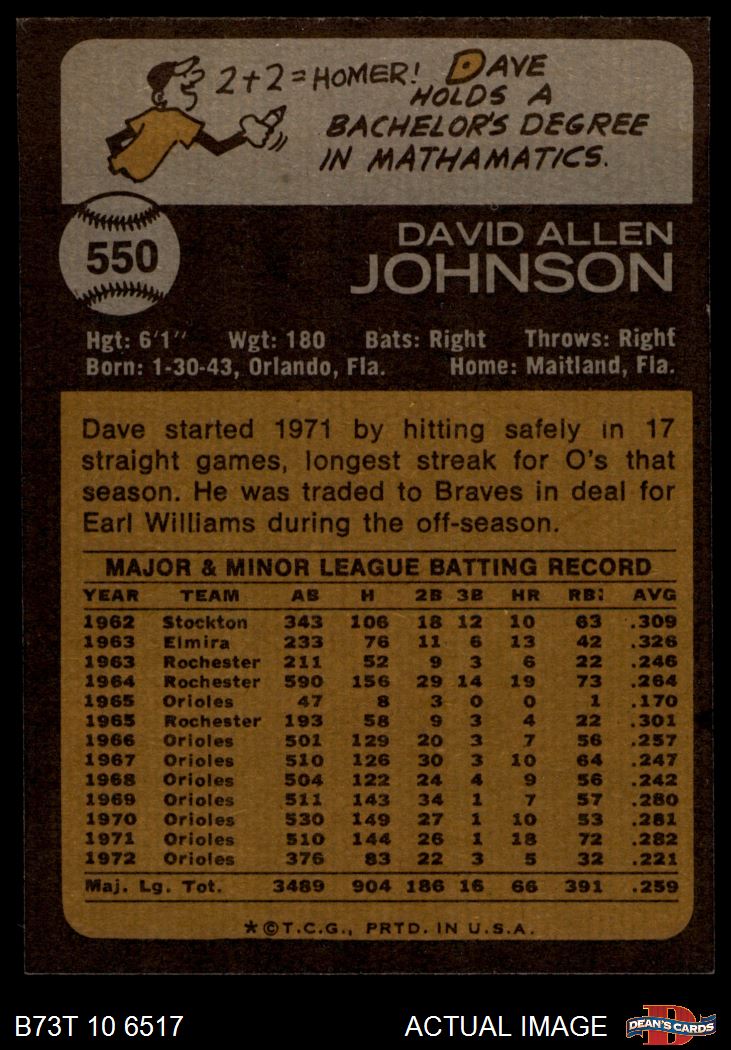 2+2=HOMER! DAVE
HOLDS A
BACHELOR'S DEGREE
IN MATHAMATICS.
550
DAVID ALLEN
JOHNSON
Hgt: 6'1" Wgt: 180 Bats: Right Throws: Right
Born: 1-30-43, Orlando, Fla. Home: Maitland, Fla.
Dave started 1971 by hitting safely in 17
straight games, longest streak for O's that
season. He was traded to Braves in deal for
Earl Williams during the off-season.
MAJOR & MINOR LEAGUE BATTING RECORD
YEAR TEAM AB H 2B 3B HR RBI AVG
1962 Stockton 343 106 18 12 10 63 .309
1963 Elmira 233 76 11 6 13 42 .326
1963 Rochester 211 52 9 3 6 22 .246
1964 Rochester 590 156 29 14 19 73 .264
1965 Orioles 47 8 3 0 0 1 .170
1965 Rochester 193 58 9 3 4 22 .301
1966 Orioles 501 129 20 3 7 56 .257
1967 Orioles 510 126 30 3 10 64 .247
1968 Orioles 504 122 24 4 9 56 .242
1969 Orioles 511 143 34 1 7 57 .280
1970 Orioles 530 149 27 1 10 53 .281
1971 Orioles 510 144 26 1 18 72 .282
1972 Orioles 376 83 22 3 5 32 .221
Maj. Lg. Tot. 3489 904 186 16 66 391 .259
*©T.C.G., PRTD. IN U.S.A.
B73T 10 6517 ACTUAL IMAGE DEAN'S CARDS